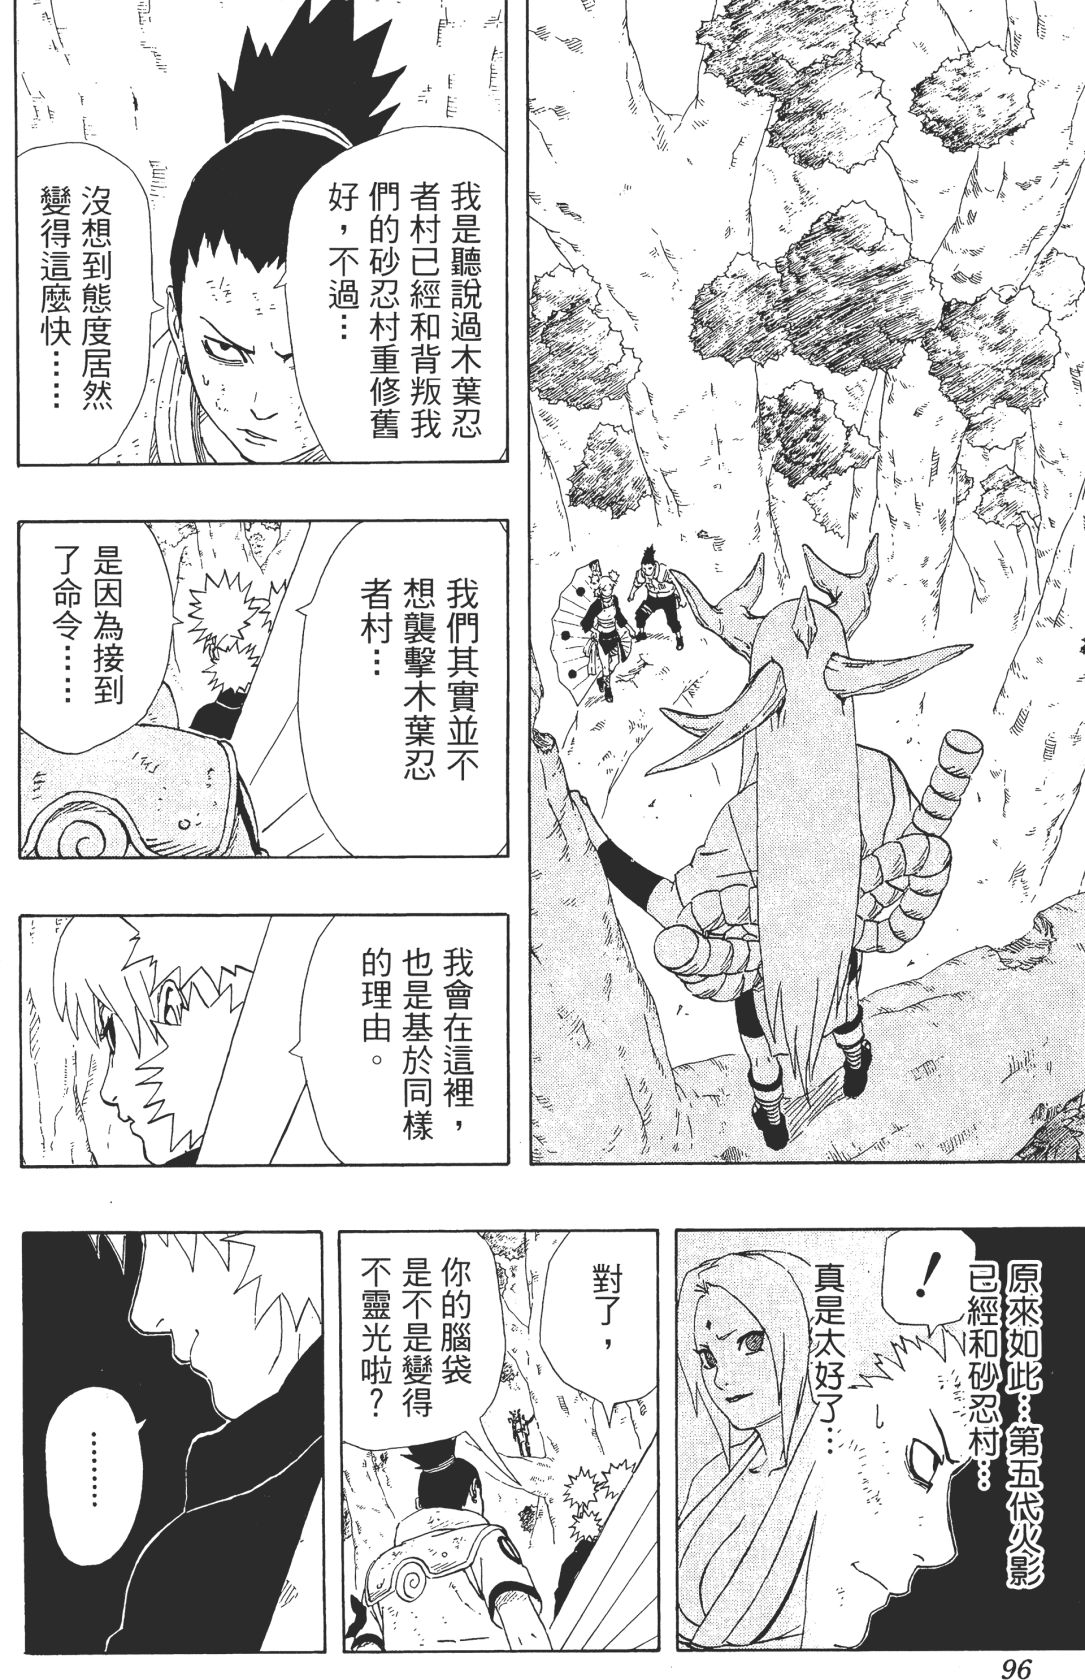 我是聽說過木葉忍
者村已經和背叛我
們的砂忍村重修舊
好，不過…
沒想到態度居然
變得這麼快……
我們其實並不
想襲擊木葉忍
者村…
是因為接到
了命令……
我會在這裡，
也是基於同樣
的理由。
！
原來如此…第五代火影
已經和砂忍村…
真是太好了…
對了，
你的腦袋
是不是變得
不靈光啦？
………
96